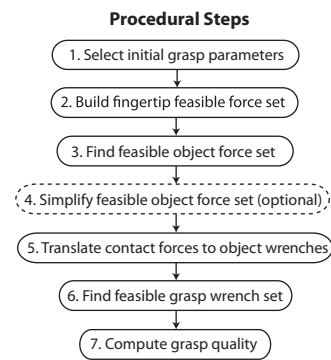 Procedural Steps
1. Select initial grasp parameters
2. Build fingertip feasible force set
3. Find feasible object force set
4. Simplify feasible object force set (optional)
5. Translate contact forces to object wrenches
6. Find feasible grasp wrench set
7. Compute grasp quality